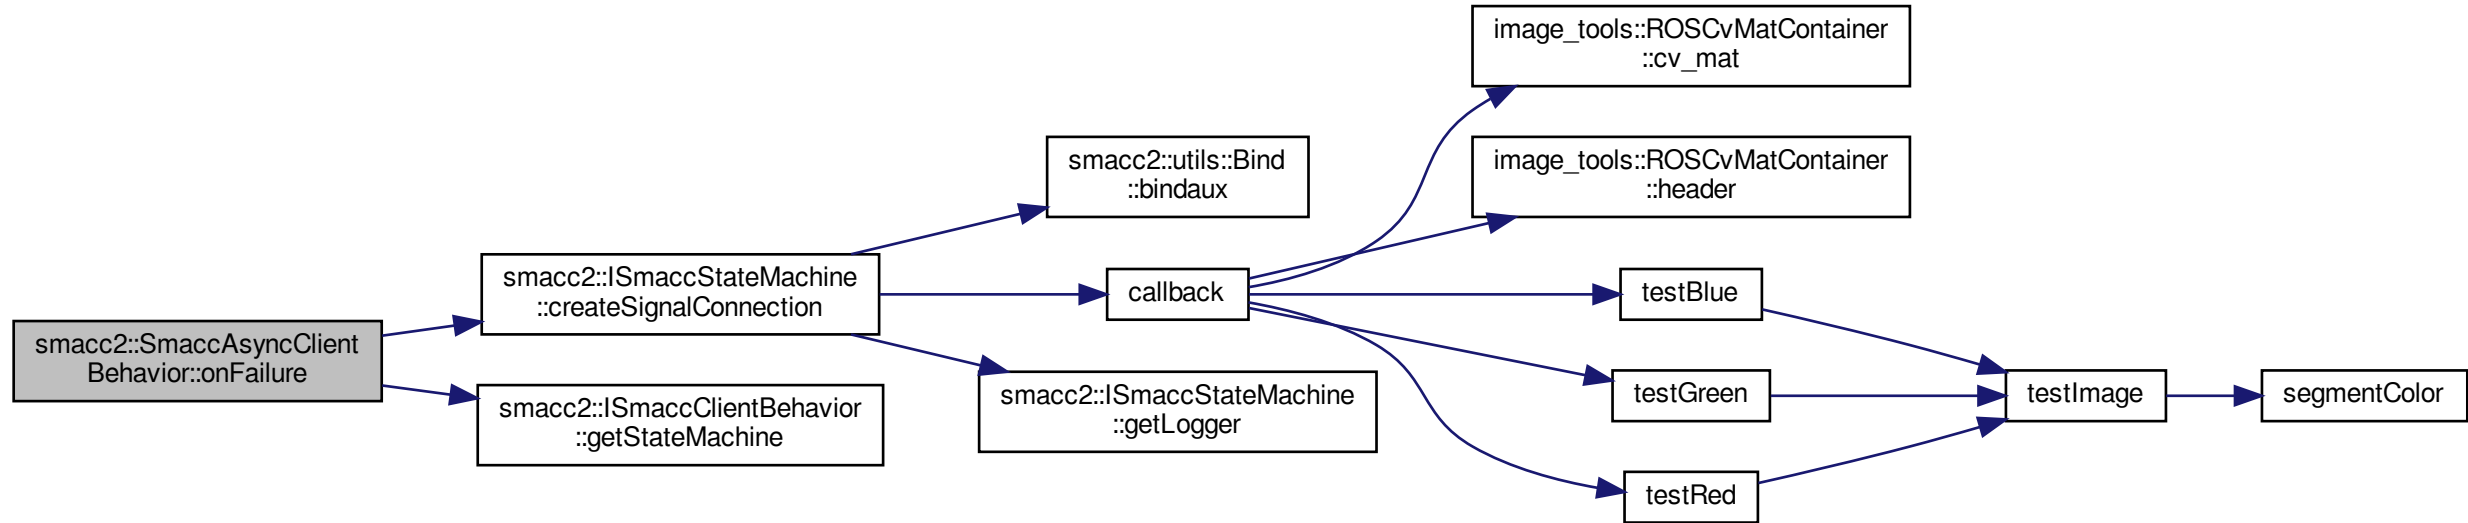 smacc2::SmaccAsyncClient
Behavior::onFailure
smacc2::ISmaccStateMachine
::createSignalConnection
smacc2::ISmaccClientBehavior
::getStateMachine
smacc2::utils::Bind
::bindaux
callback
smacc2::ISmaccStateMachine
::getLogger
image_tools::ROSCvMatContainer
::cv_mat
image_tools::ROSCvMatContainer
::header
testBlue
testGreen
testRed
testImage
segmentColor